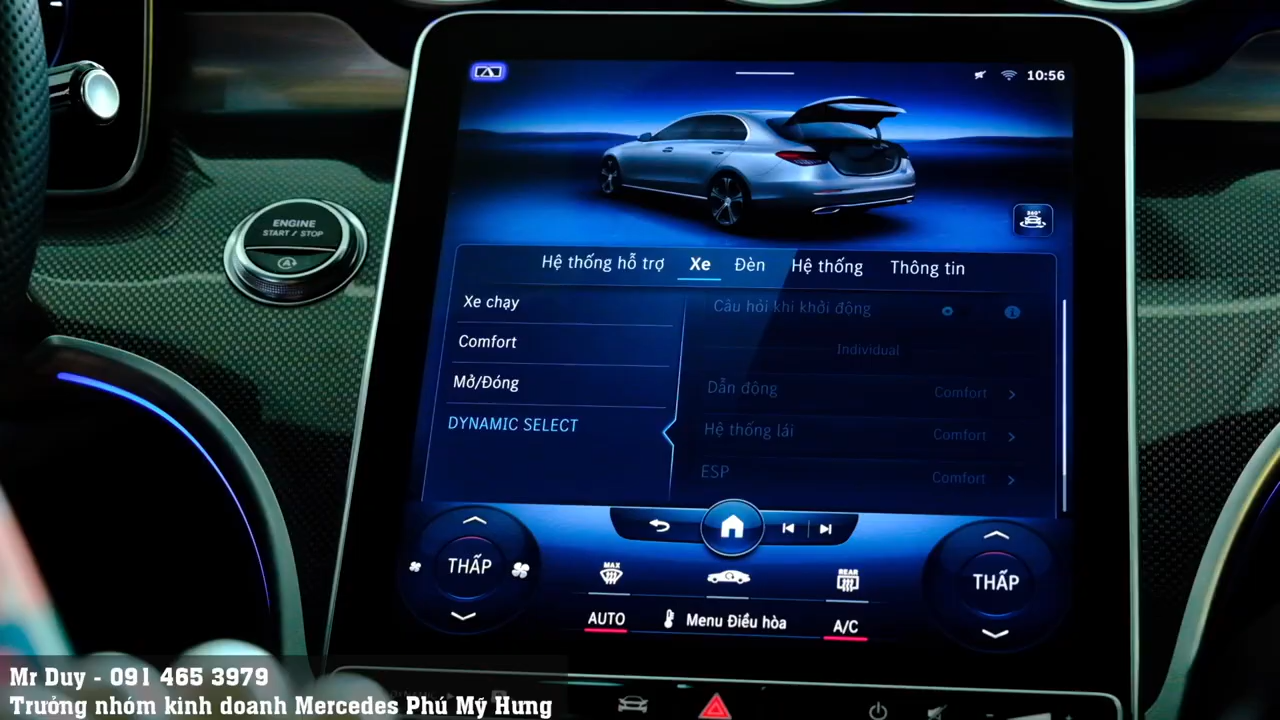 10:56
ENGINE
START / STOP
A
360°
Hệ thống hỗ trợ Xe Đèn Hệ thống Thông tin
Xe chạy
Comfort
Mở/Đóng
DYNAMIC SELECT
Câu hỏi khi khởi động
Individual
Dẫn động Comfort
Hệ thống lái Comfort
ESP Comfort
THẤP
MAX
REAR
THẤP
AUTO
Menu Điều hòa
A/C
Mr Duy - 091 465 3979
Trưởng nhóm kinh doanh Mercedes Phú Mỹ Hung